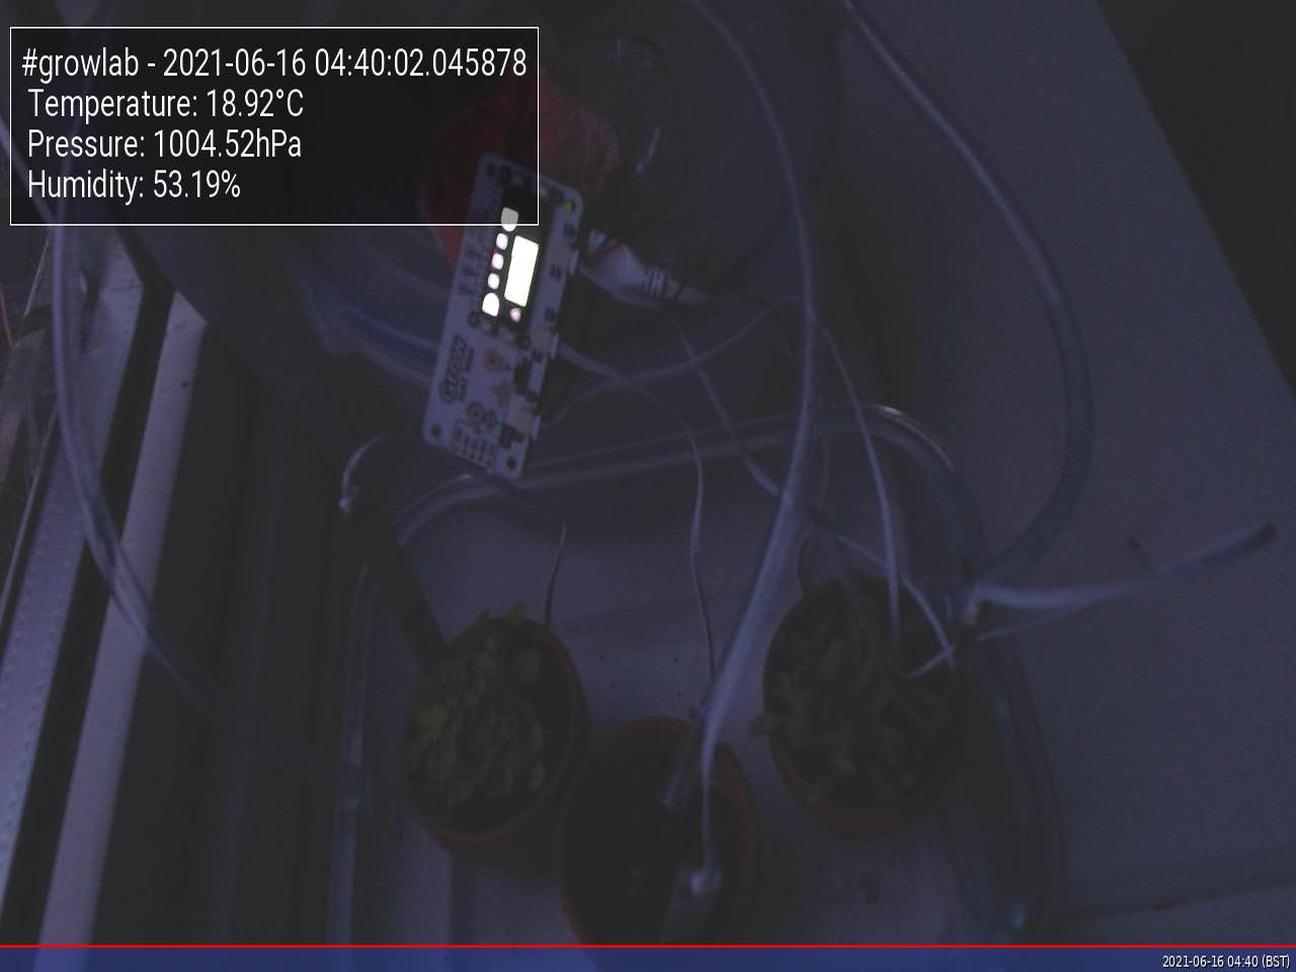 #growlab - 2021-06-16 04:40:02.045878
Temperature: 18.92°C
Pressure: 1004.52hPa
Humidity: 53.19%
2021-06-16 04:40 (BST)